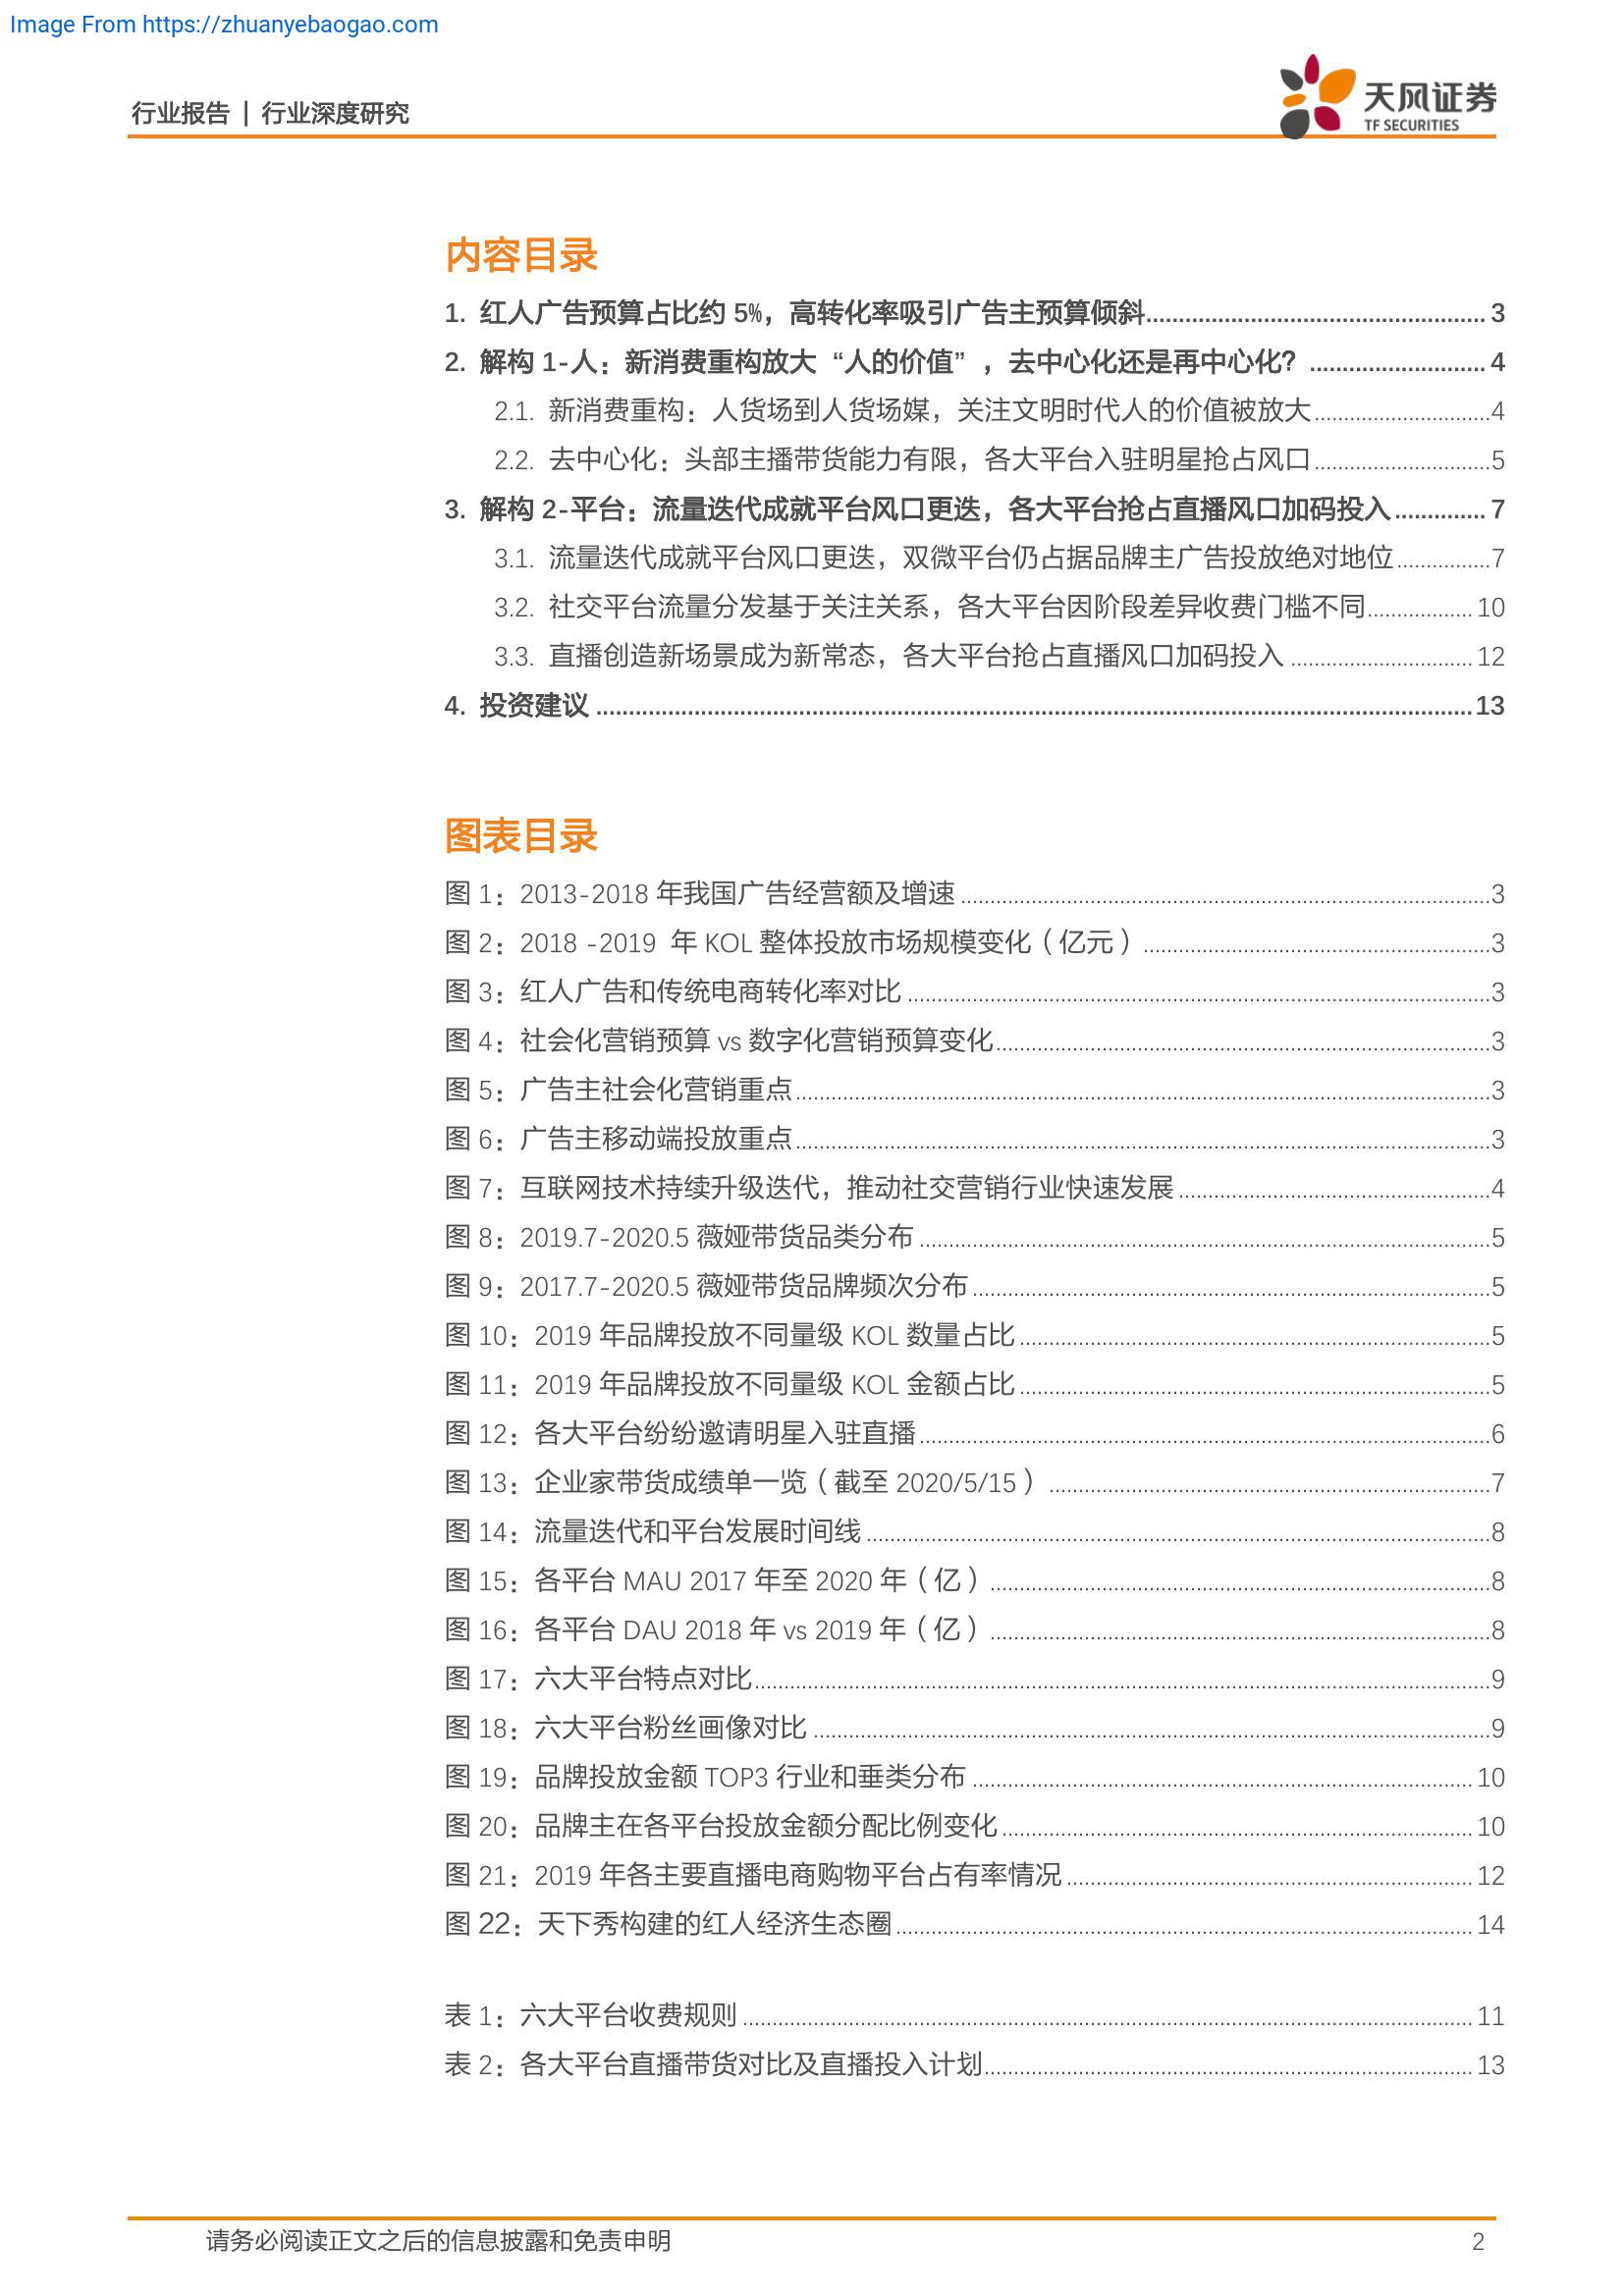 Image From https://zhuanyebaogao.com
行业报告 | 行业深度研究
天风证券
TF SECURITIES
内容目录
1. 红人广告预算占比约 5%，高转化率吸引广告主预算倾斜.................................................... 3
2. 解构 1-人：新消费重构放大“人的价值”，去中心化还是再中心化？........................... 4
2.1. 新消费重构：人货场到人货场媒，关注文明时代人的价值被放大..............................4
2.2. 去中心化：头部主播带货能力有限，各大平台入驻明星抢占风口..............................5
3. 解构 2-平台：流量迭代成就平台风口更迭，各大平台抢占直播风口加码投入.............. 7
3.1. 流量迭代成就平台风口更迭，双微平台仍占据品牌主广告投放绝对地位................7
3.2. 社交平台流量分发基于关注关系，各大平台因阶段差异收费门槛不同.................. 10
3.3. 直播创造新场景成为新常态，各大平台抢占直播风口加码投入............................... 12
4. 投资建议......................................................................................................................................13
图表目录
图 1：2013-2018 年我国广告经营额及增速..........................................................................................3
图 2：2018 -2019 年 KOL 整体投放市场规模变化（亿元）...........................................................3
图 3：红人广告和传统电商转化率对比...................................................................................................3
图 4：社会化营销预算 vs 数字化营销预算变化....................................................................................3
图 5：广告主社会化营销重点......................................................................................................................3
图 6：广告主移动端投放重点......................................................................................................................3
图 7：互联网技术持续升级迭代，推动社交营销行业快速发展.....................................................4
图 8：2019.7-2020.5 薇娅带货品类分布.................................................................................................5
图 9：2017.7-2020.5 薇娅带货品牌频次分布........................................................................................5
图 10：2019 年品牌投放不同量级 KOL 数量占比................................................................................5
图 11：2019 年品牌投放不同量级 KOL 金额占比................................................................................5
图 12：各大平台纷纷邀请明星入驻直播.................................................................................................6
图 13：企业家带货成绩单一览（截至 2020/5/15）...........................................................................7
图 14：流量迭代和平台发展时间线..........................................................................................................8
图 15：各平台 MAU 2017 年至 2020 年（亿）.....................................................................................8
图 16：各平台 DAU 2018 年 vs 2019 年（亿）.....................................................................................8
图 17：六大平台特点对比.............................................................................................................................9
图 18：六大平台粉丝画像对比...................................................................................................................9
图 19：品牌投放金额 TOP3 行业和垂类分布..................................................................................... 10
图 20：品牌主在各平台投放金额分配比例变化................................................................................ 10
图 21：2019 年各主要直播电商购物平台占有率情况..................................................................... 12
图 22：天下秀构建的红人经济生态圈.................................................................................................. 14
表 1：六大平台收费规则............................................................................................................................ 11
表 2：各大平台直播带货对比及直播投入计划................................................................................... 13
请务必阅读正文之后的信息披露和免责申明
2